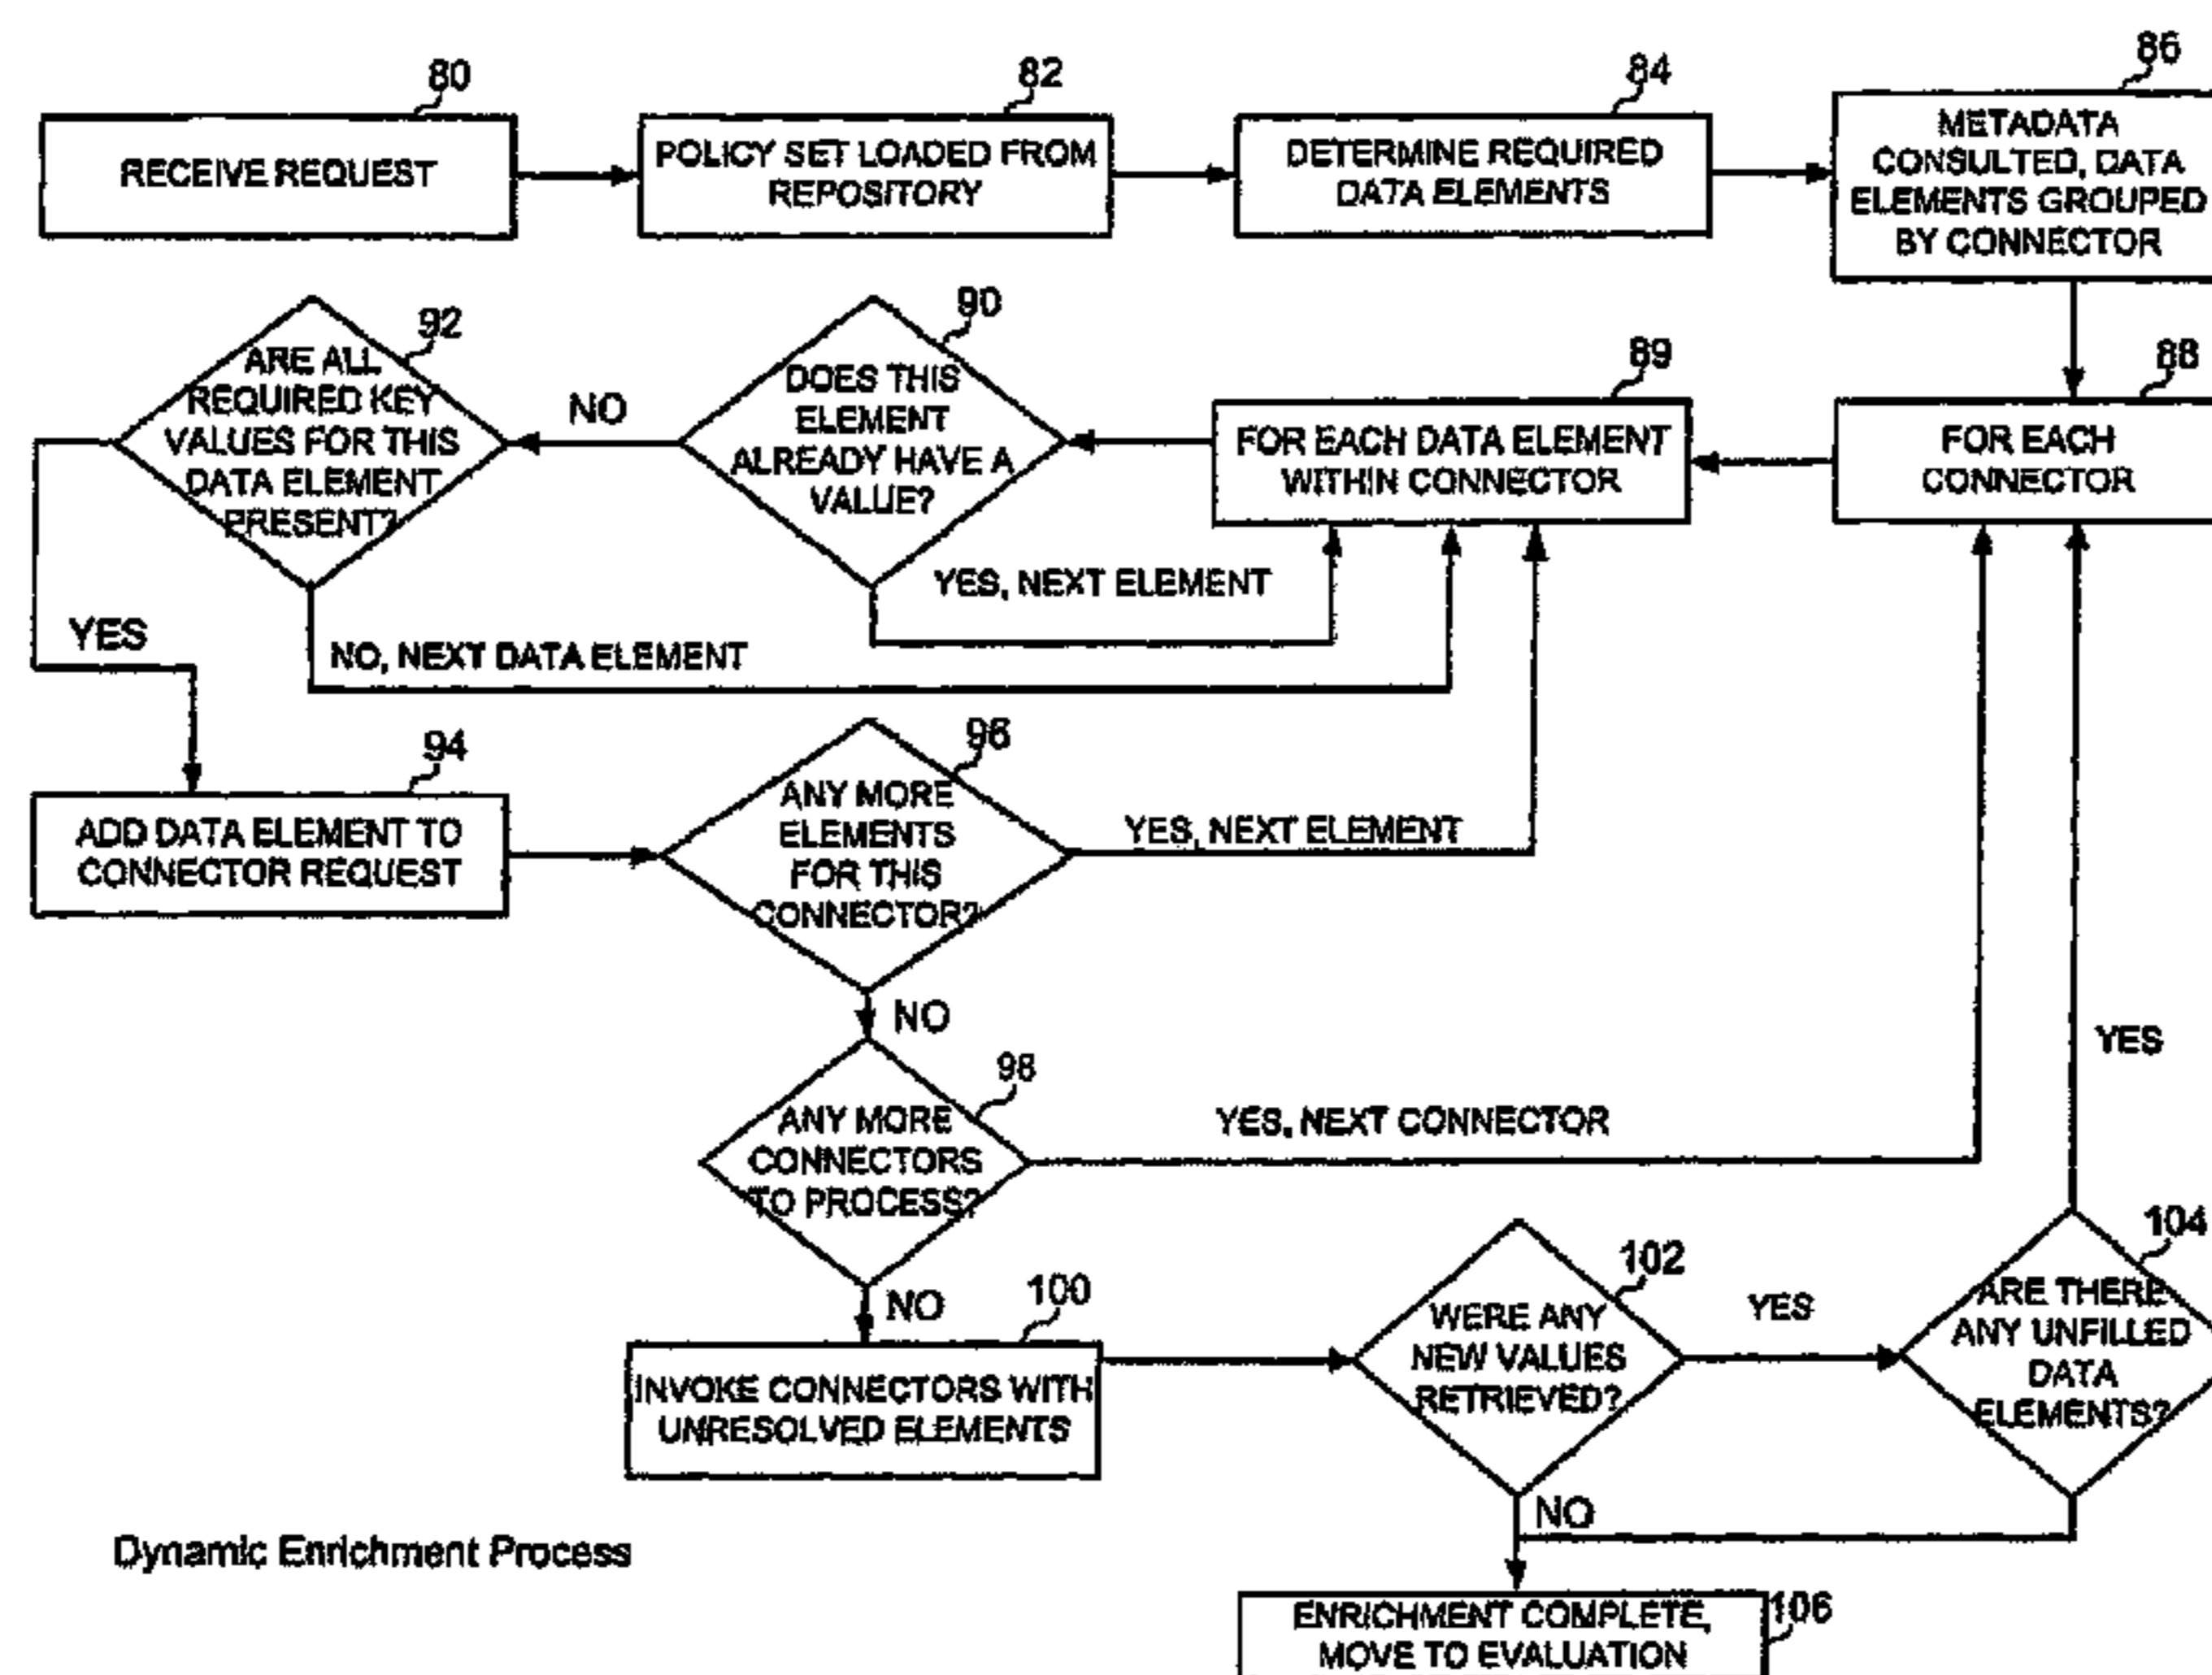 80
RECEIVE REQUEST
82
POLICY SET LOADED FROM
REPOSITORY
84
DETERMINE REQUIRED
DATA ELEMENTS
86
METADATA
CONSULTED, DATA
ELEMENTS GROUPED
BY CONNECTOR
88
FOR EACH
CONNECTOR
89
FOR EACH DATA ELEMENT
WITHIN CONNECTOR
90
DOES THIS
ELEMENT
ALREADY HAVE A
VALUE?
NO
YES, NEXT ELEMENT
92
ARE ALL
REQUIRED KEY
VALUES FOR THIS
DATA ELEMENT
PRESENT?
YES
NO, NEXT DATA ELEMENT
94
ADD DATA ELEMENT TO
CONNECTOR REQUEST
96
ANY MORE
ELEMENTS
FOR THIS
CONNECTOR?
YES, NEXT ELEMENT
NO
98
ANY MORE
CONNECTORS
TO PROCESS?
YES, NEXT CONNECTOR
NO
100
INVOKE CONNECTORS WITH
UNRESOLVED ELEMENTS
102
WERE ANY
NEW VALUES
RETRIEVED?
YES
NO
104
ARE THERE
ANY UNFILLED
DATA
ELEMENTS?
YES
106
ENRICHMENT COMPLETE,
MOVE TO EVALUATION
Dynamic Enrichment Process